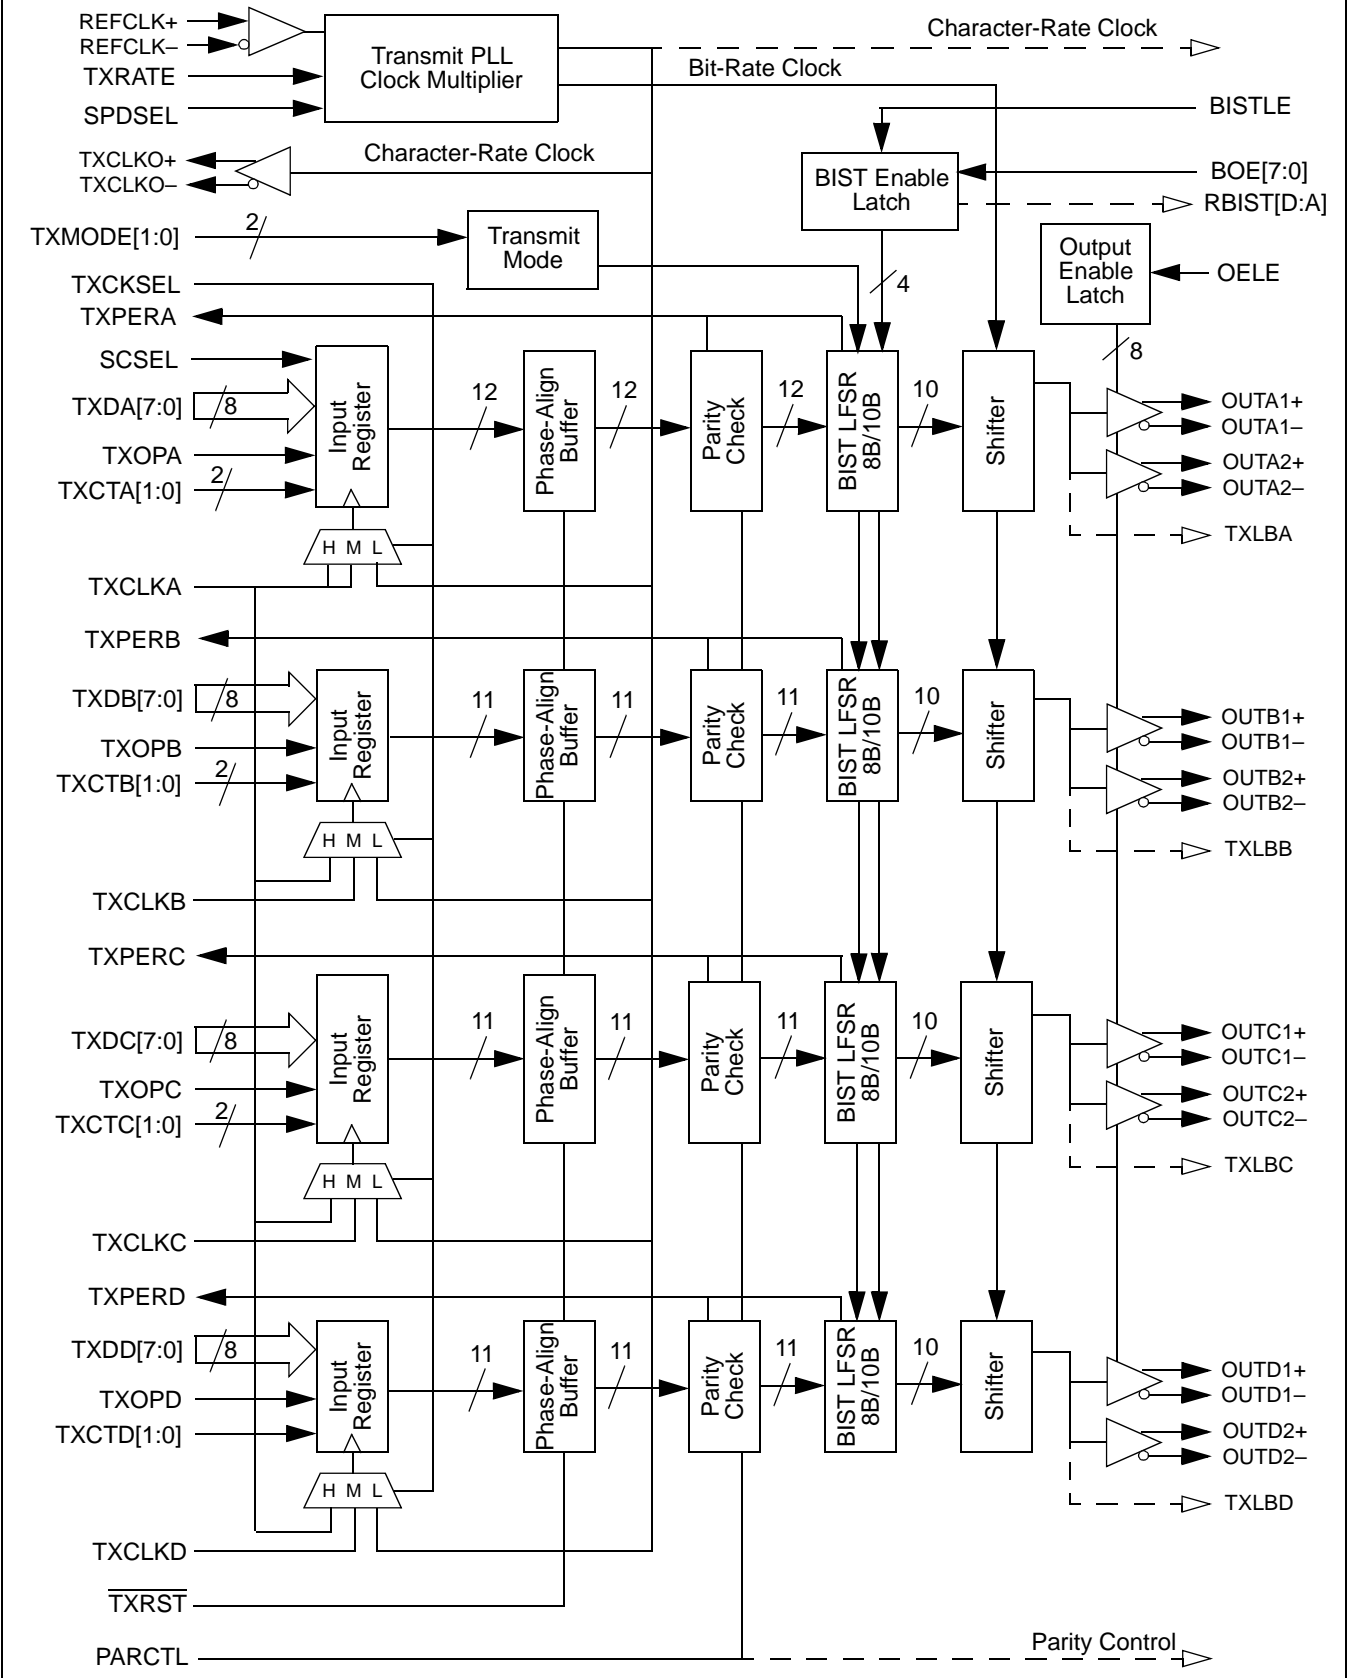 REFCLK+
REFCLK–
TXRATE
SPDSEL
Transmit PLL
Clock Multiplier
Character-Rate Clock
Bit-Rate Clock
BISTLE
TXCLKO+
TXCLKO–
Character-Rate Clock
BIST Enable
Latch
BOE[7:0]
RBIST[D:A]
TXMODE[1:0]
2
Transmit
Mode
Output
Enable
Latch
OELE
TXCKSEL
4
TXPERA
8
SCSEL
TXDA[7:0]
8
TXOPA
TXCTA[1:0]
2
Input
Register
12
Phase-Align
Buffer
12
Parity
Check
12
BIST LFSR
8B/10B
10
Shifter
OUTA1+
OUTA1–
OUTA2+
OUTA2–
TXLBA
H M L
TXCLKA
TXPERB
TXDB[7:0]
8
TXOPB
TXCTB[1:0]
2
Input
Register
11
Phase-Align
Buffer
11
Parity
Check
11
BIST LFSR
8B/10B
10
Shifter
OUTB1+
OUTB1–
OUTB2+
OUTB2–
TXLBB
H M L
TXCLKB
TXPERC
TXDC[7:0]
8
TXOPC
TXCTC[1:0]
2
Input
Register
11
Phase-Align
Buffer
11
Parity
Check
11
BIST LFSR
8B/10B
10
Shifter
OUTC1+
OUTC1–
OUTC2+
OUTC2–
TXLBC
H M L
TXCLKC
TXPERD
TXDD[7:0]
8
TXOPD
TXCTD[1:0]
Input
Register
11
Phase-Align
Buffer
11
Parity
Check
11
BIST LFSR
8B/10B
10
Shifter
OUTD1+
OUTD1–
OUTD2+
OUTD2–
TXLBD
H M L
TXCLKD
TXRST
PARCTL
Parity Control